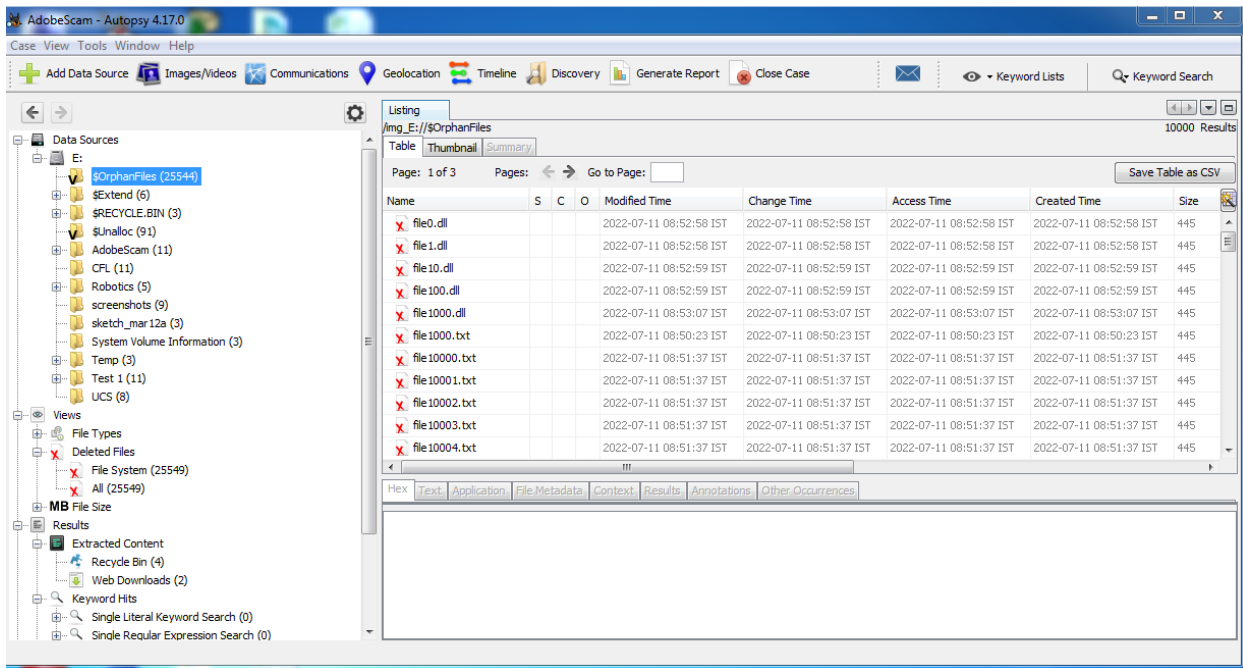 AdobeScam - Autopsy 4.17.0
Case View Tools Window Help
Add Data Source Images/Videos Communications Geolocation Timeline Discovery Generate Report Close Case Keyword Lists Keyword Search
Data Sources
E:
$OrphanFiles (25544)
$Extend (6)
$RECYCLE.BIN (3)
$Unalloc (91)
AdobeScam (11)
CFL (11)
Robotics (5)
screenshots (9)
sketch_mar12a (3)
System Volume Information (3)
Temp (3)
Test 1 (11)
UCS (8)
Views
File Types
Deleted Files
File System (25549)
All (25549)
MB File Size
Results
Extracted Content
Recycle Bin (4)
Web Downloads (2)
Keyword Hits
Single Literal Keyword Search (0)
Single Regular Expression Search (0)
Listing
/img_E://$OrphanFiles
10000 Results
Table Thumbnail Summary
Page: 1 of 3 Pages: Go to Page: Save Table as CSV
Name S C O Modified Time Change Time Access Time Created Time Size
file0.dll 2022-07-11 08:52:58 IST 2022-07-11 08:52:58 IST 2022-07-11 08:52:58 IST 2022-07-11 08:52:58 IST 445
file1.dll 2022-07-11 08:52:58 IST 2022-07-11 08:52:58 IST 2022-07-11 08:52:58 IST 2022-07-11 08:52:58 IST 445
file10.dll 2022-07-11 08:52:59 IST 2022-07-11 08:52:59 IST 2022-07-11 08:52:59 IST 2022-07-11 08:52:59 IST 445
file100.dll 2022-07-11 08:52:59 IST 2022-07-11 08:52:59 IST 2022-07-11 08:52:59 IST 2022-07-11 08:52:59 IST 445
file1000.dll 2022-07-11 08:53:07 IST 2022-07-11 08:53:07 IST 2022-07-11 08:53:07 IST 2022-07-11 08:53:07 IST 445
file1000.txt 2022-07-11 08:50:23 IST 2022-07-11 08:50:23 IST 2022-07-11 08:50:23 IST 2022-07-11 08:50:23 IST 445
file10000.txt 2022-07-11 08:51:37 IST 2022-07-11 08:51:37 IST 2022-07-11 08:51:37 IST 2022-07-11 08:51:37 IST 445
file10001.txt 2022-07-11 08:51:37 IST 2022-07-11 08:51:37 IST 2022-07-11 08:51:37 IST 2022-07-11 08:51:37 IST 445
file10002.txt 2022-07-11 08:51:37 IST 2022-07-11 08:51:37 IST 2022-07-11 08:51:37 IST 2022-07-11 08:51:37 IST 445
file10003.txt 2022-07-11 08:51:37 IST 2022-07-11 08:51:37 IST 2022-07-11 08:51:37 IST 2022-07-11 08:51:37 IST 445
file10004.txt 2022-07-11 08:51:37 IST 2022-07-11 08:51:37 IST 2022-07-11 08:51:37 IST 2022-07-11 08:51:37 IST 445
Hex Text Application File Metadata Context Results Annotations Other Occurrences